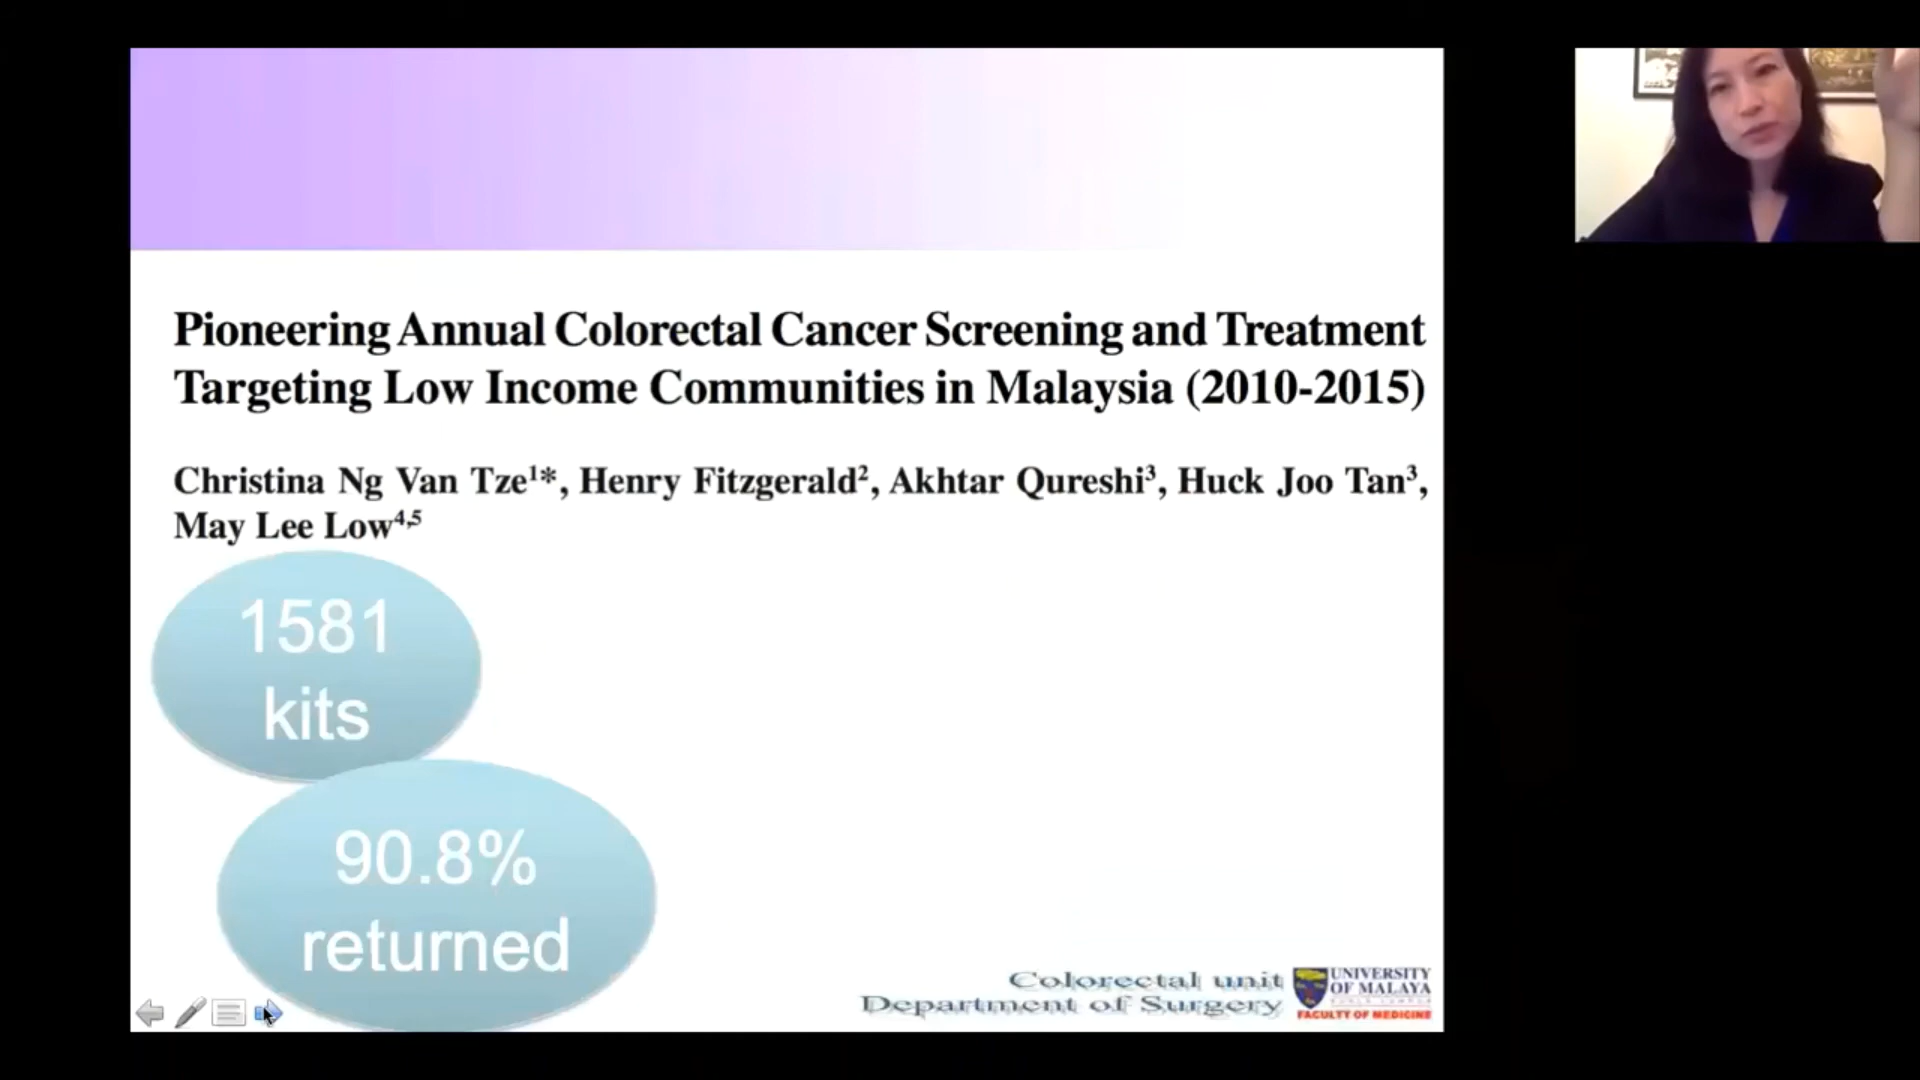 Pioneering Annual Colorectal Cancer Screening and Treatment
Targeting Low Income Communities in Malaysia (2010-2015)
Christina Ng Van Tze¹*, Henry Fitzgerald², Akhtar Qureshi³, Huck Joo Tan³,
May Lee Low⁴,⁵
1581
kits
90.8%
returned
Colorectal unit
Department of Surgery
UNIVERSITY
OF MALAYA
FACULTY OF MEDICINE